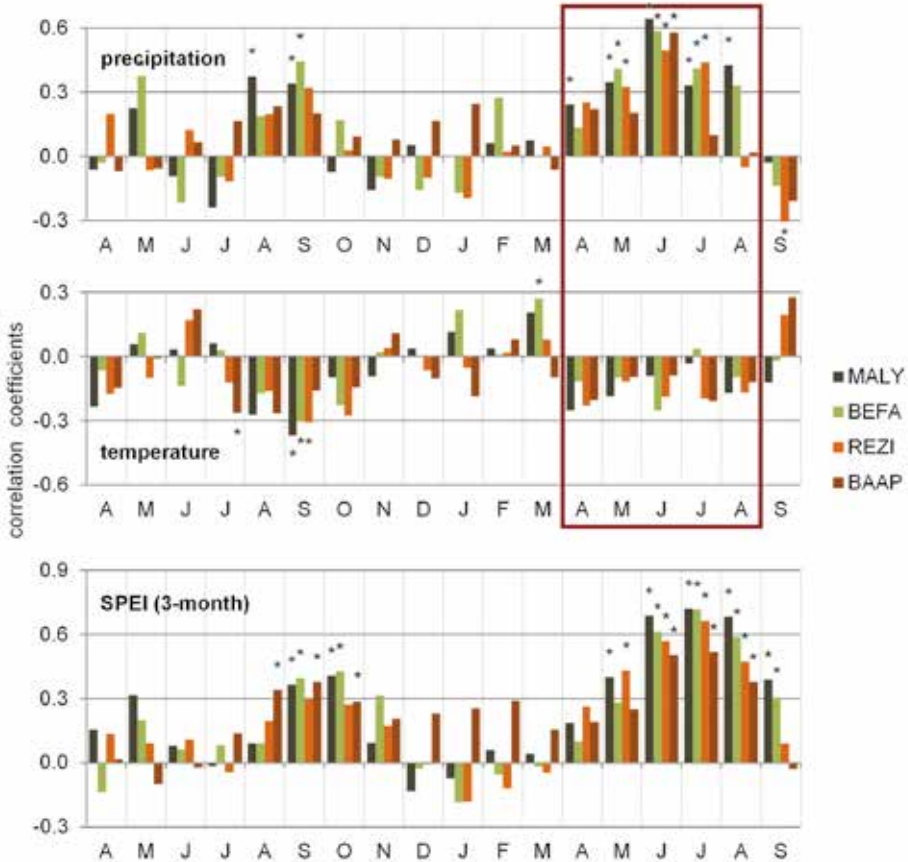 0.6
precipitation
0.3
0.0
-0.3
A M J J A S O N D J F M A M J J A S
0.3
0.0
-0.3
temperature
-0.6
correlation coefficients
A M J J A S O N D J F M A M J J A S
MALY
BEFA
REZI
BAAP
0.9
SPEI (3-month)
0.6
0.3
0.0
-0.3
A M J J A S O N D J F M A M J J A S